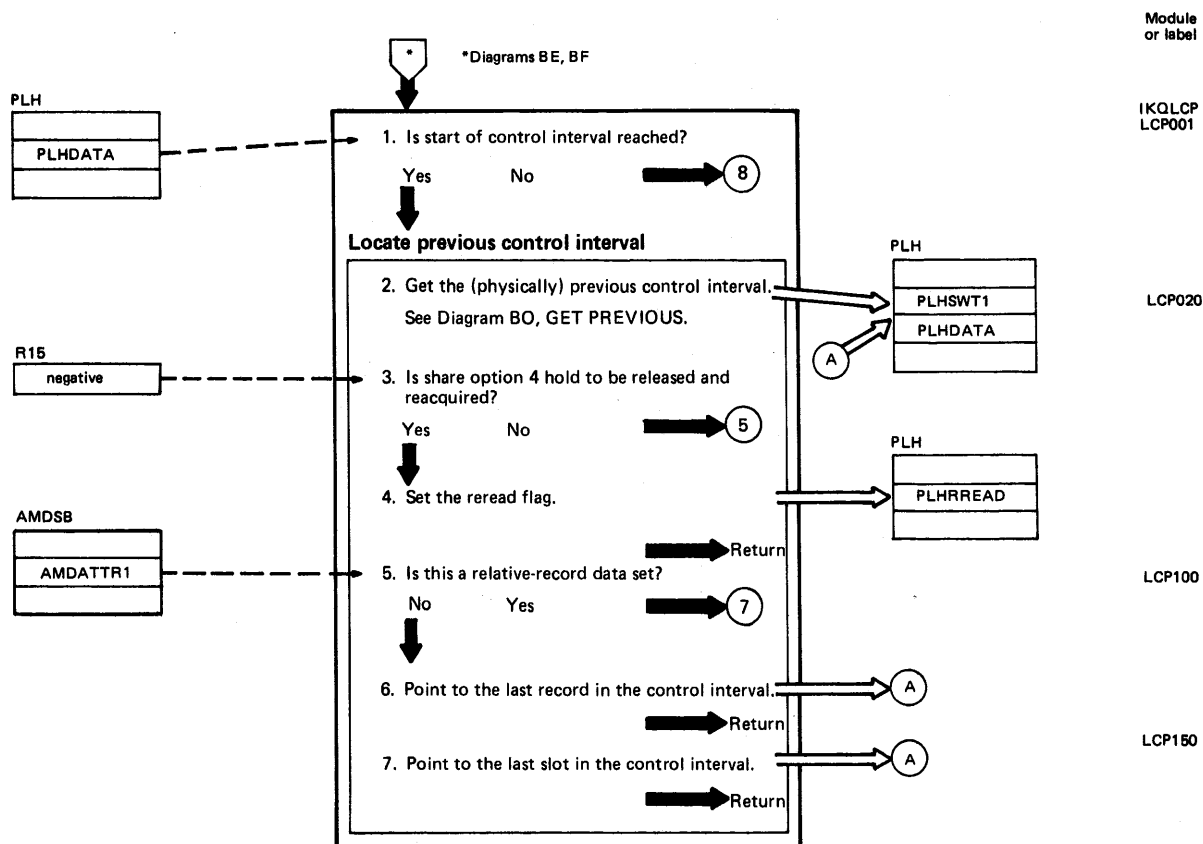 Module
or label
*
*Diagrams BE, BF
PLH
PLHDATA
IKQLCP
LCP001
1. Is start of control interval reached?
Yes No 8
Locate previous control interval
2. Get the (physically) previous control interval.
See Diagram BO, GET PREVIOUS.
PLH
PLHSWT1
PLHDATA
A
LCP020
R15
negative
3. Is share option 4 hold to be released and
reacquired?
Yes No 5
4. Set the reread flag.
PLH
PLHRREAD
Return
AMDSB
AMDATTR1
5. Is this a relative-record data set?
LCP100
No Yes 7
6. Point to the last record in the control interval.
A
Return
LCP150
7. Point to the last slot in the control interval.
A
Return